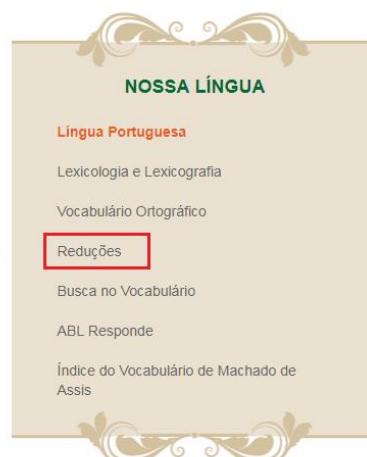 NOSSA LÍNGUA
Língua Portuguesa
Lexicologia e Lexicografia
Vocabulário Ortográfico
Reduções
Busca no Vocabulário
ABL Responde
Índice do Vocabulário de Machado de
Assis